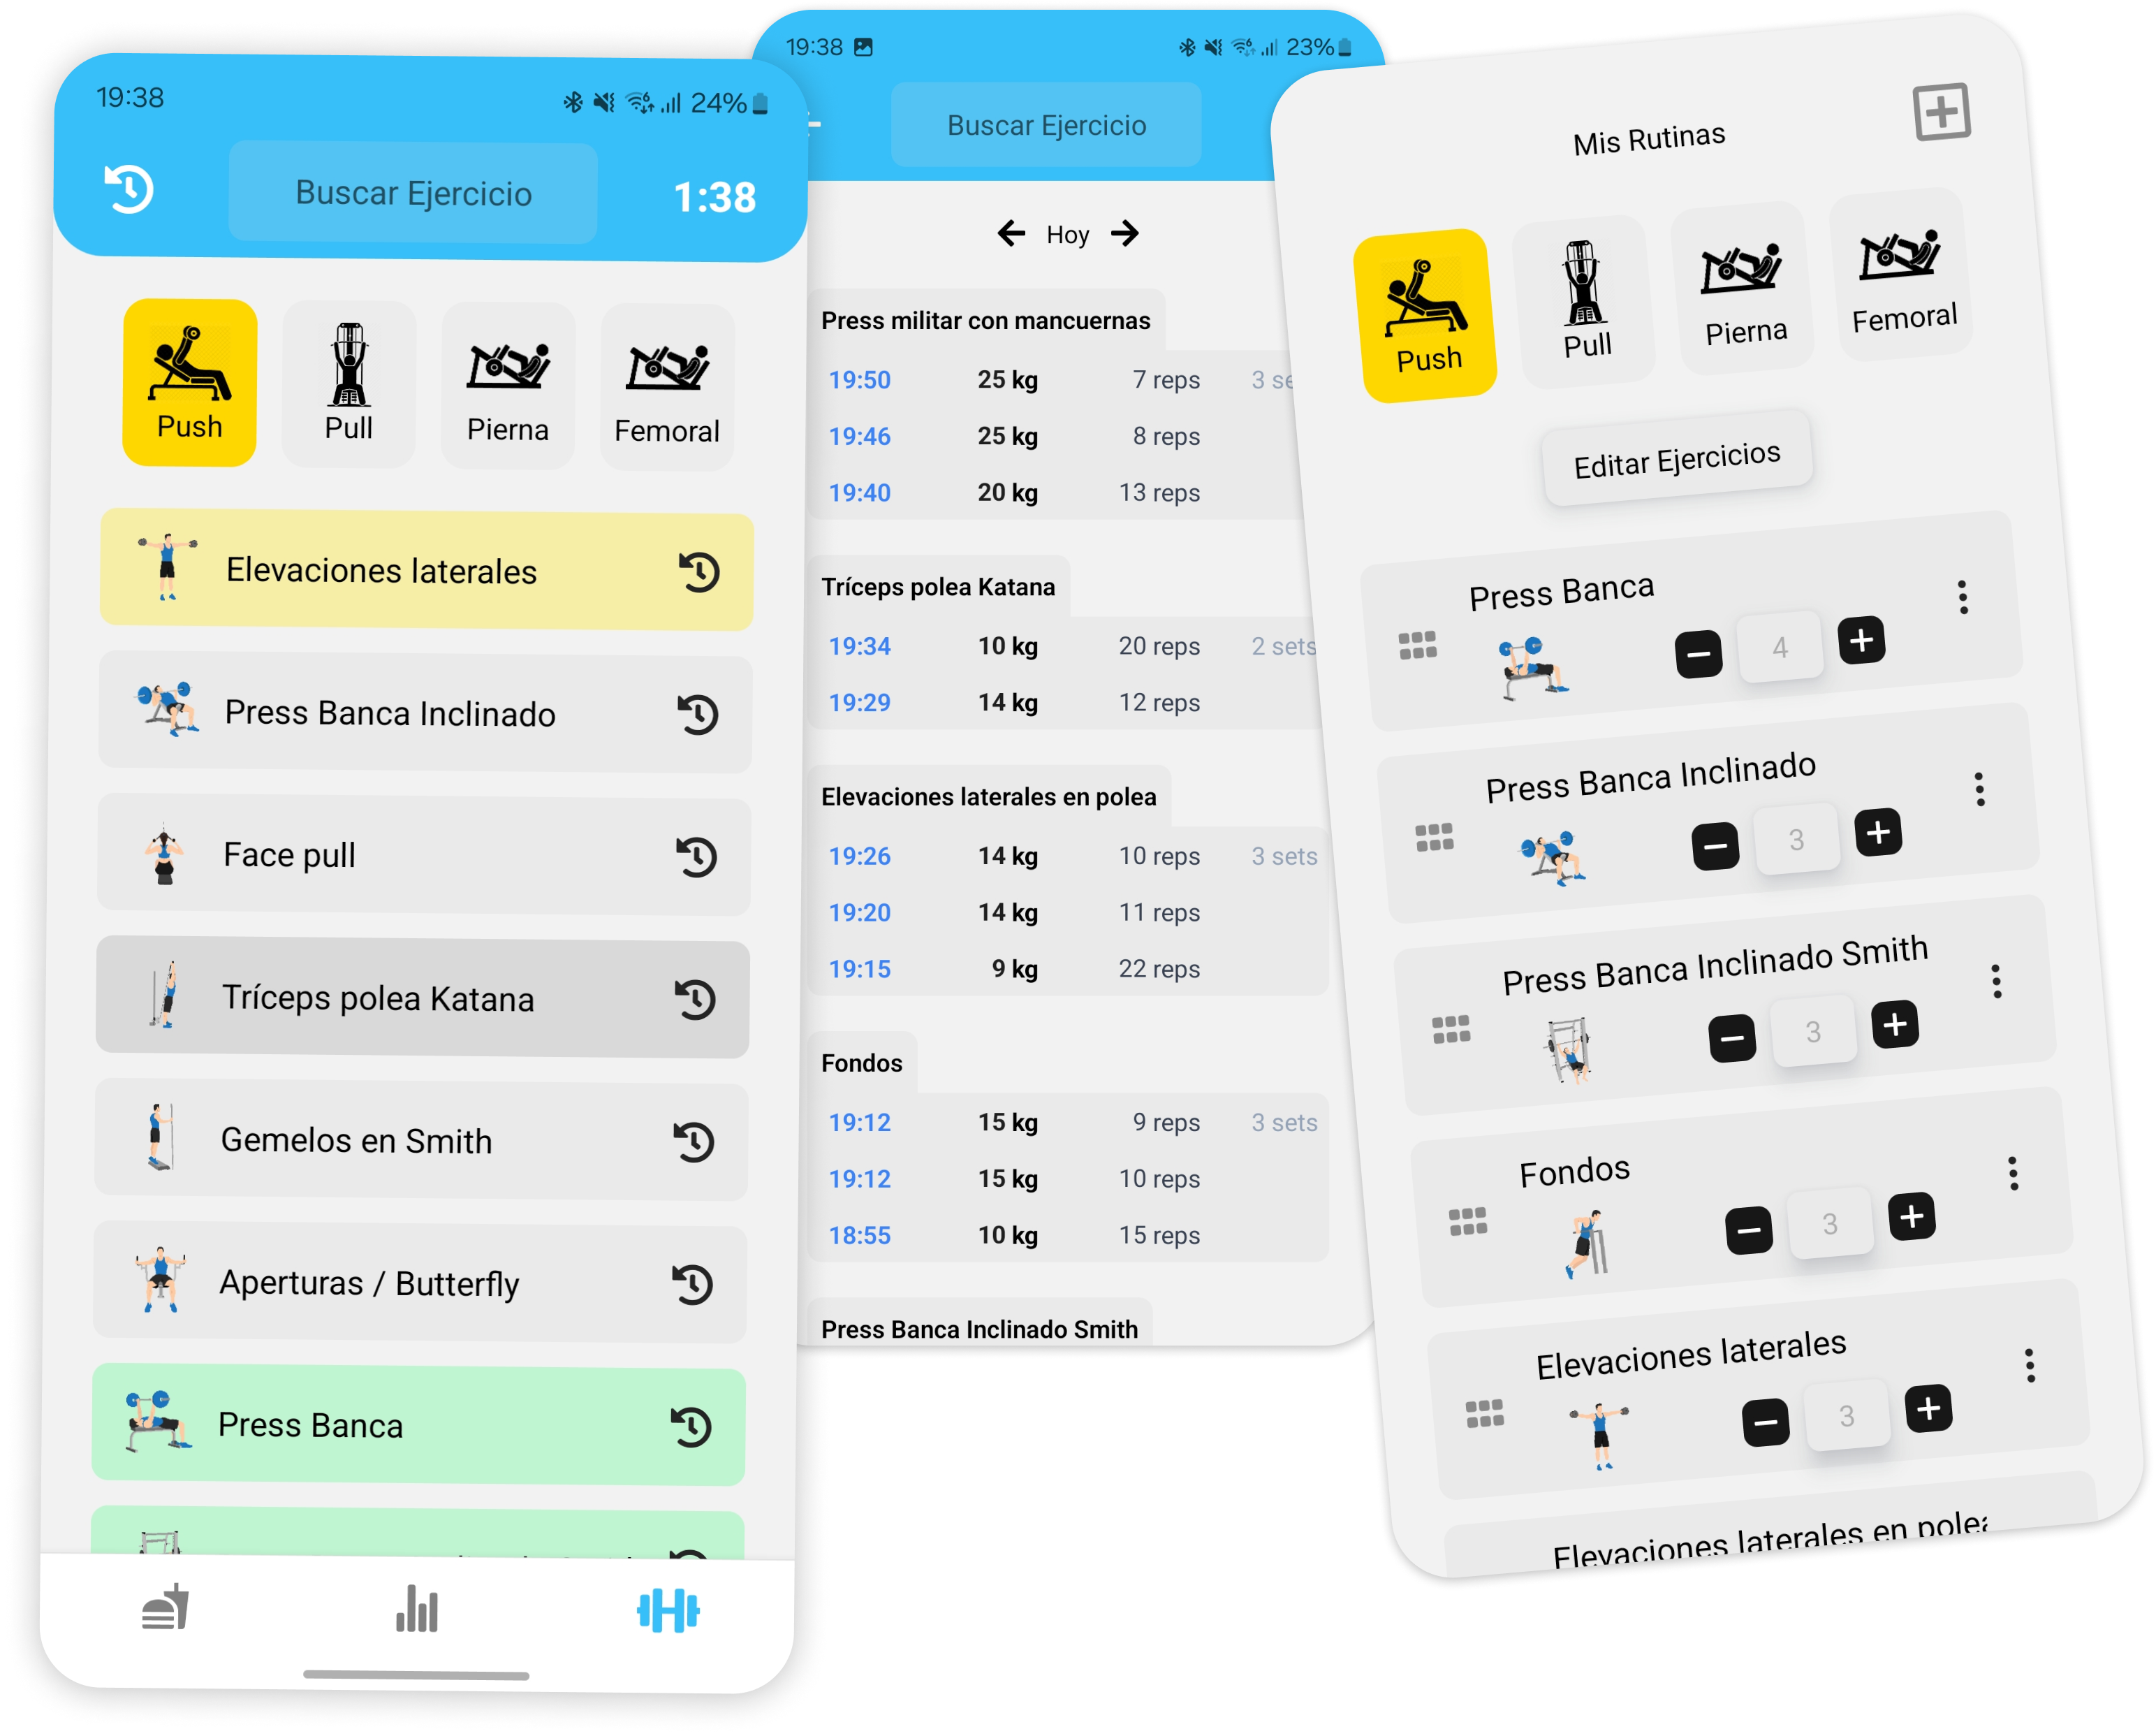 19:38
24%
Buscar Ejercicio
1:38
Push
Pull
Pierna
Femoral
Elevaciones laterales
Press Banca Inclinado
Face pull
Tríceps polea Katana
Gemelos en Smith
Aperturas / Butterfly
Press Banca
19:38
23%
Buscar Ejercicio
Hoy
Press militar con mancuernas
19:50 25 kg 7 reps 3 se
19:46 25 kg 8 reps
19:40 20 kg 13 reps
Tríceps polea Katana
19:34 10 kg 20 reps 2 sets
19:29 14 kg 12 reps
Elevaciones laterales en polea
19:26 14 kg 10 reps 3 sets
19:20 14 kg 11 reps
19:15 9 kg 22 reps
Fondos
19:12 15 kg 9 reps 3 sets
19:12 15 kg 10 reps
18:55 10 kg 15 reps
Press Banca Inclinado Smith
Mis Rutinas
Push
Pull
Pierna
Femoral
Editar Ejercicios
Press Banca
4
Press Banca Inclinado
3
Press Banca Inclinado Smith
3
Fondos
3
Elevaciones laterales
3
Elevaciones laterales en polea